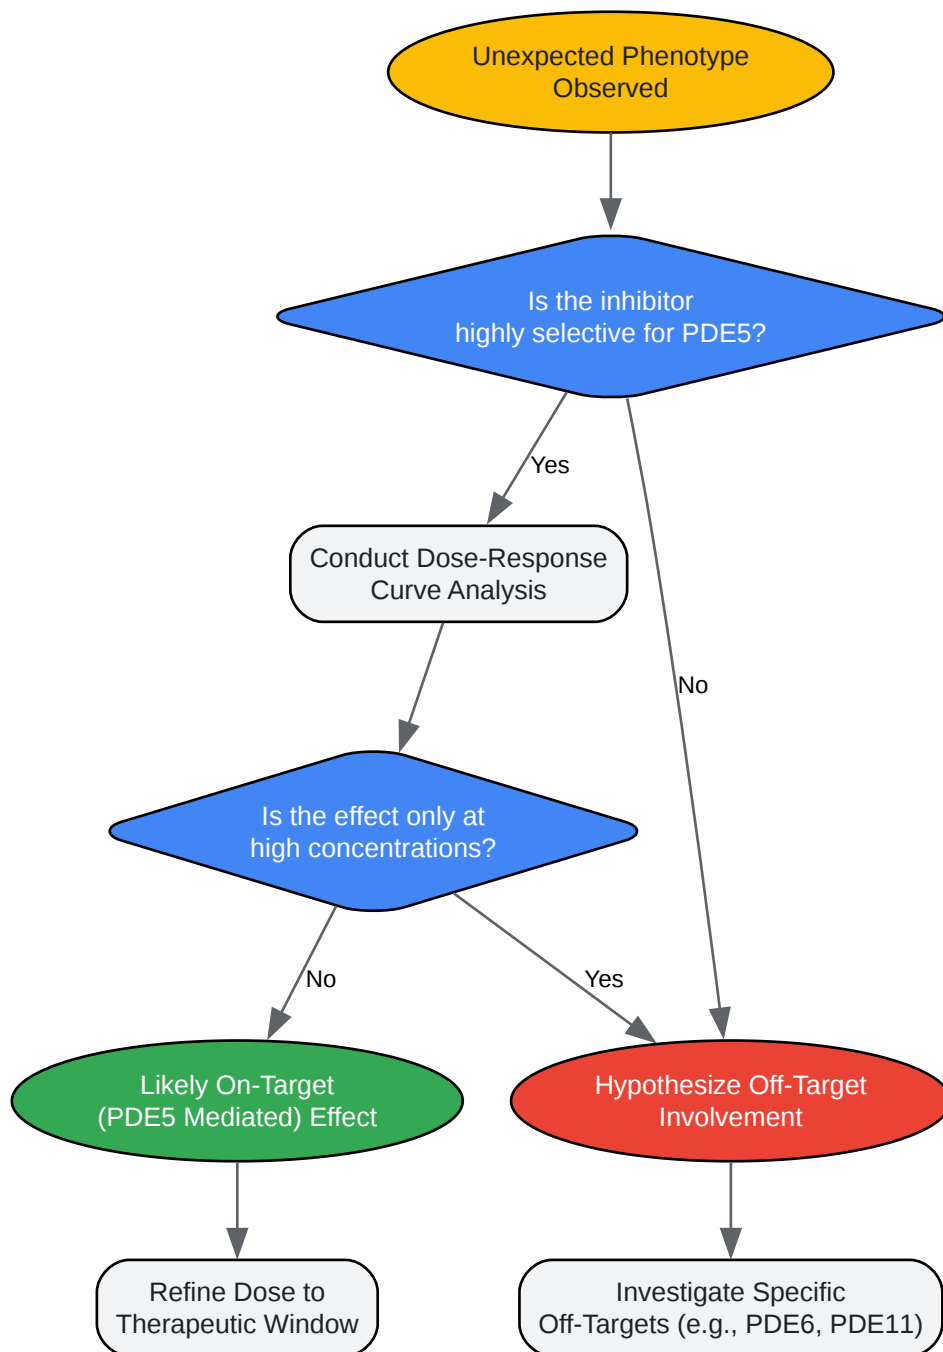 Unexpected Phenotype
Observed
Is the inhibitor
highly selective for PDE5?
Yes
Conduct Dose-Response
Curve Analysis
No
Is the effect only at
high concentrations?
No
Yes
Likely On-Target
(PDE5 Mediated) Effect
Hypothesize Off-Target
Involvement
Refine Dose to
Therapeutic Window
Investigate Specific
Off-Targets (e.g., PDE6, PDE11)